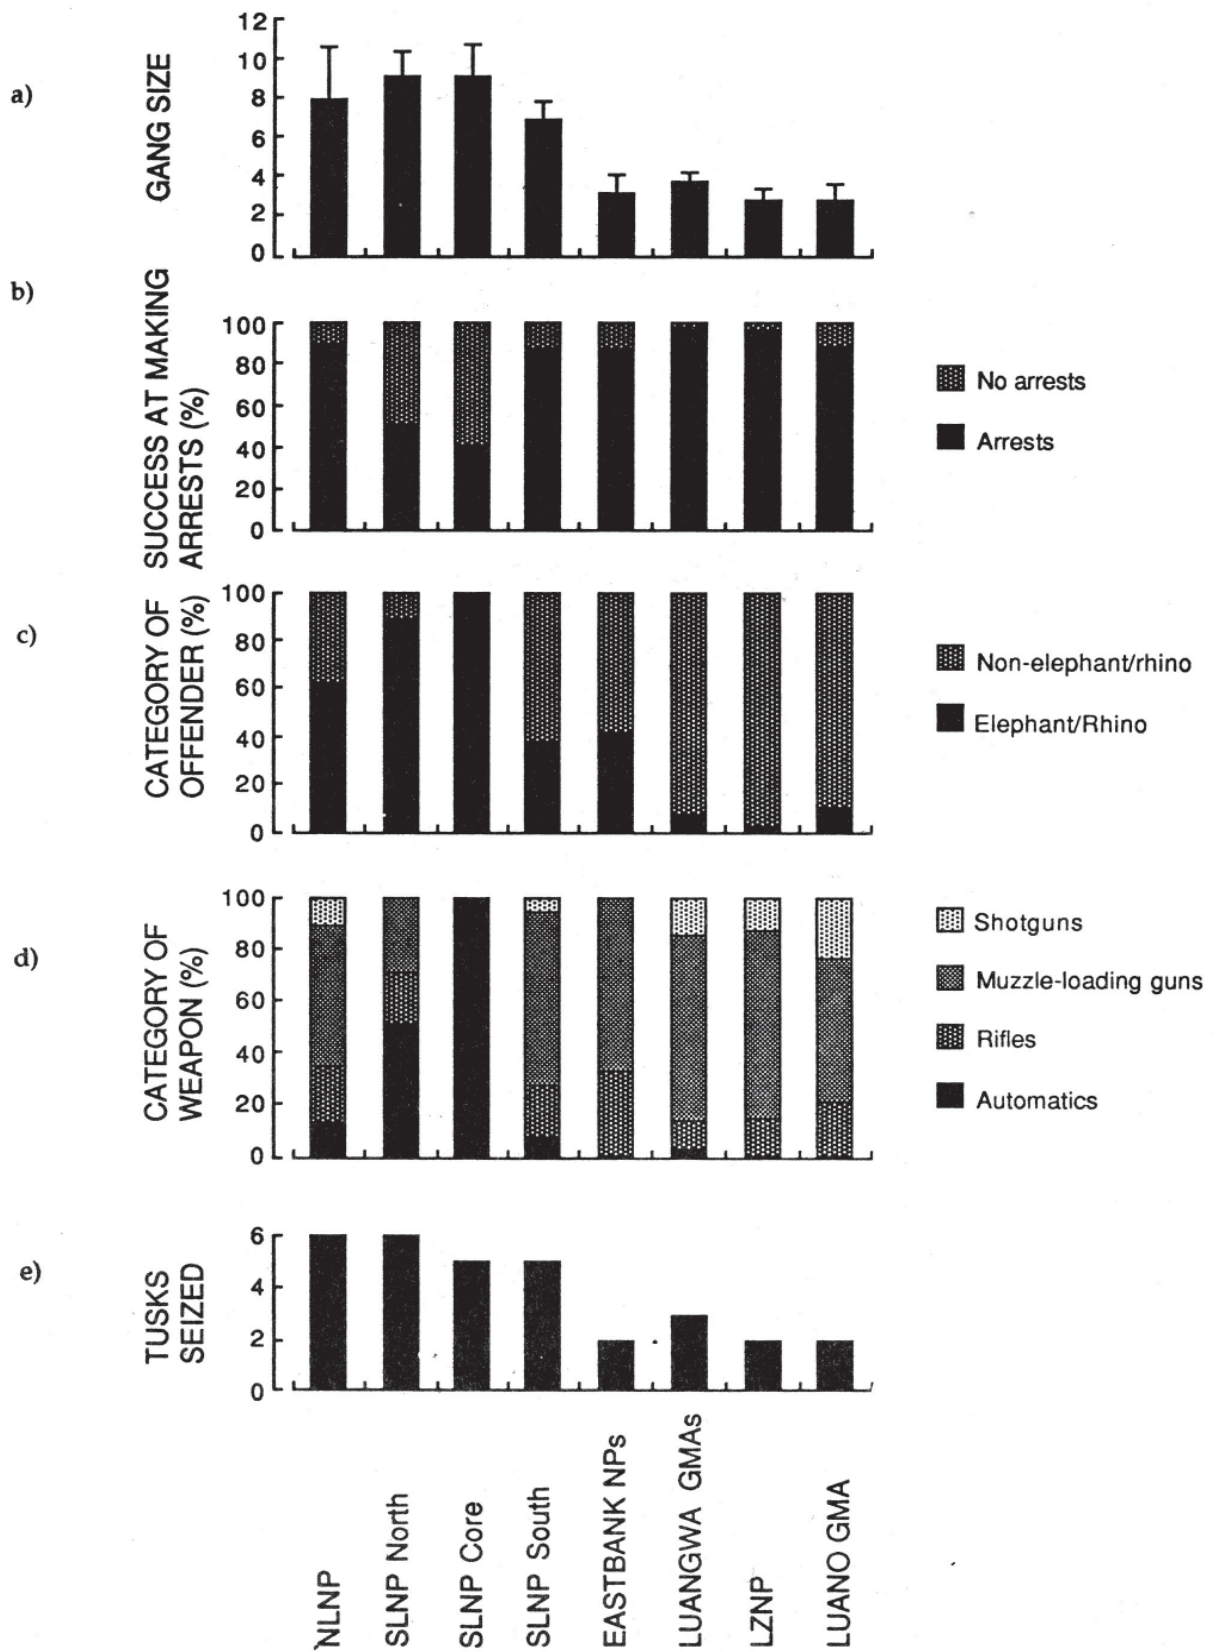 a)
GANG SIZE
12
10
8
6
4
2
0
b)
SUCCESS AT MAKING
ARRESTS (%)
100
80
60
40
20
0
No arrests
Arrests
c)
CATEGORY OF
OFFENDER (%)
100
80
60
40
20
0
Non-elephant/rhino
Elephant/Rhino
d)
CATEGORY OF
WEAPON (%)
100
80
60
40
20
0
Shotguns
Muzzle-loading guns
Rifles
Automatics
e)
TUSKS
SEIZED
6
4
2
0
NLNP
SLNP North
SLNP Core
SLNP South
EASTBANK NPs
LUANGWA GMAs
LZNP
LUANO GMA